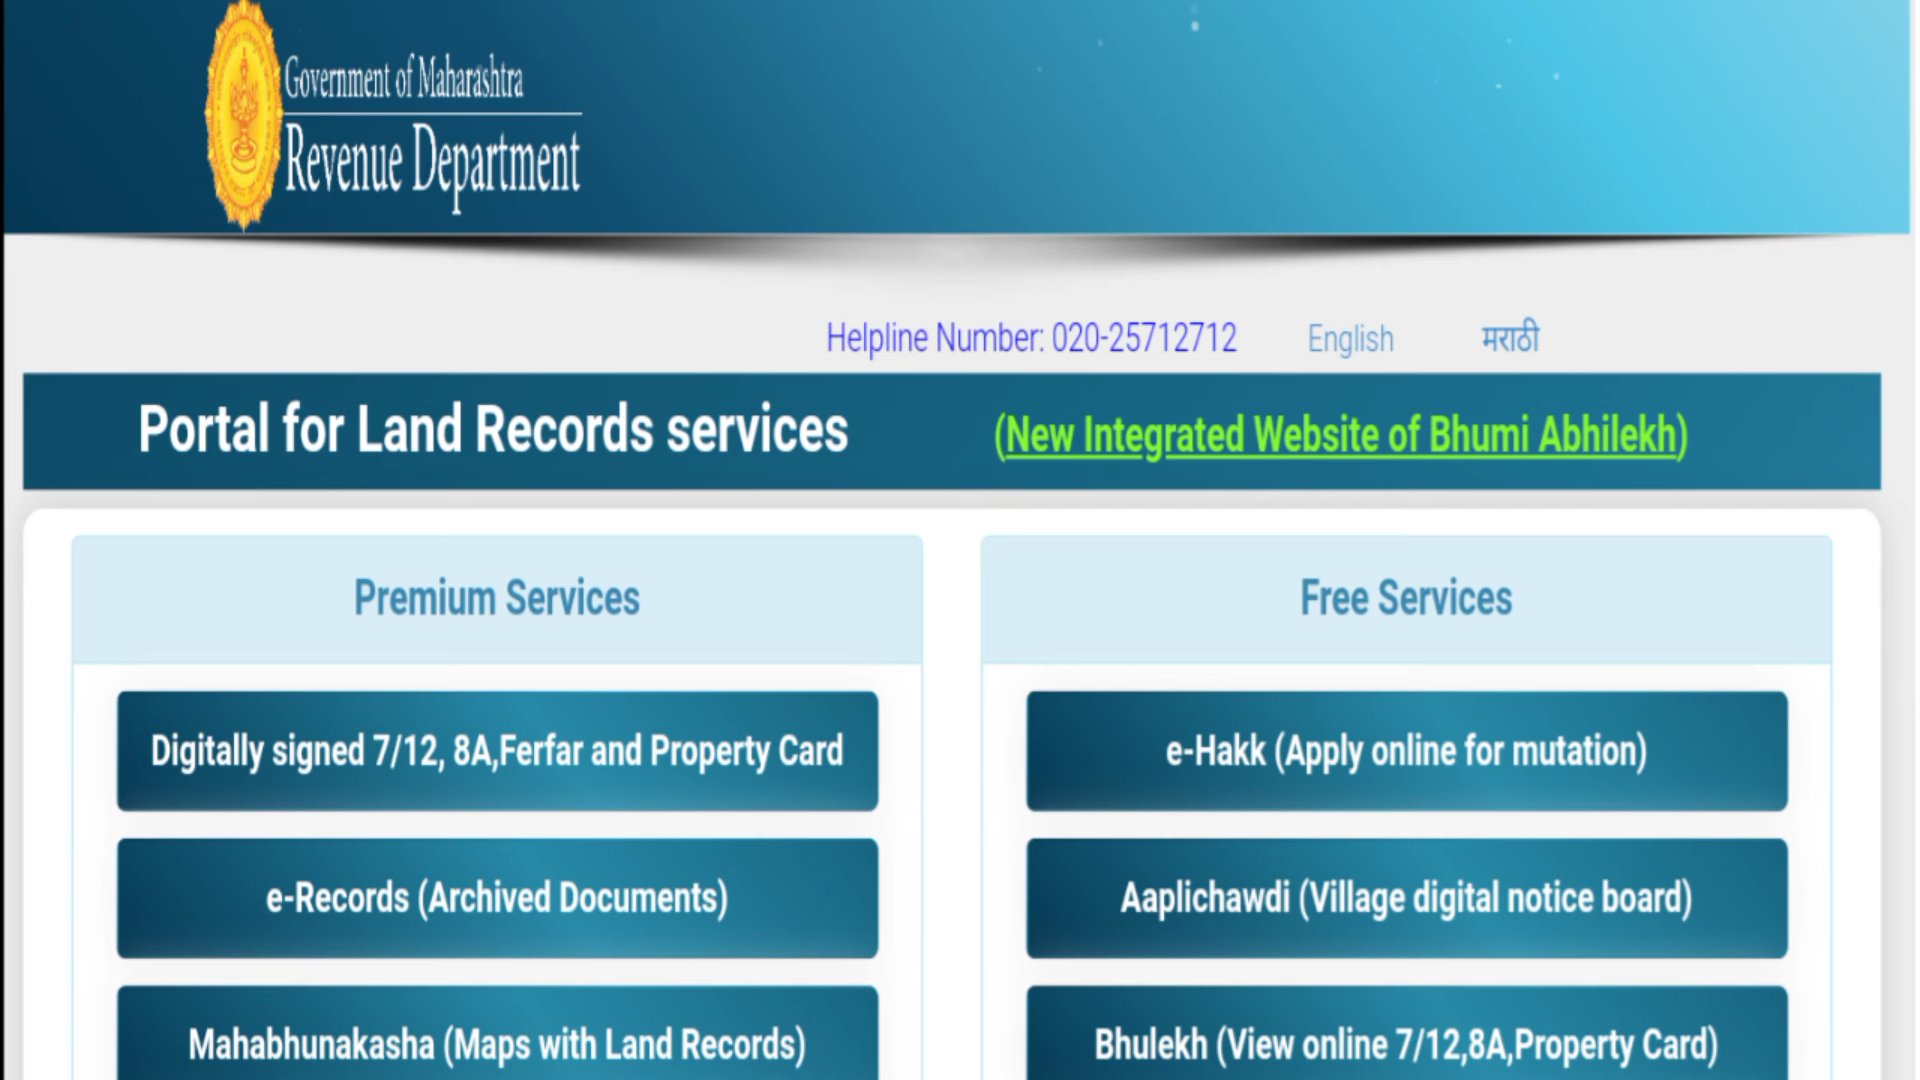 Government of Maharashtra
Revenue Department
Helpline Number: 020-25712712 English मराठी
Portal for Land Records services (New Integrated Website of Bhumi Abhilekh)
Premium Services
Digitally signed 7/12, 8A,Ferfar and Property Card
e-Records (Archived Documents)
Mahabhunakasha (Maps with Land Records)
Free Services
e-Hakk (Apply online for mutation)
Aaplichawdi (Village digital notice board)
Bhulekh (View online 7/12,8A,Property Card)